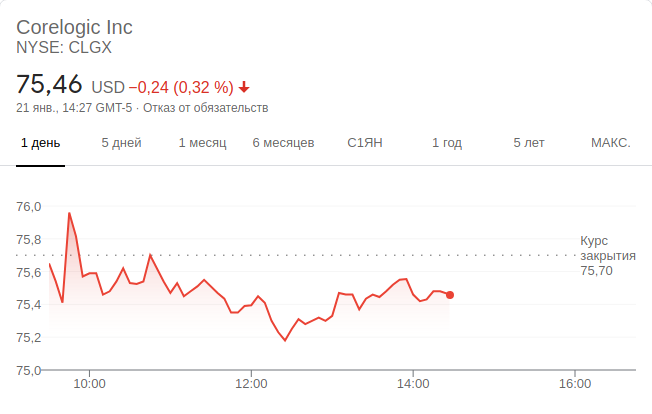 Corelogic Inc
NYSE: CLGX
75,46 USD −0,24 (0,32 %)
21 янв., 14:27 GMT-5 · Отказ от обязательств
1 день 5 дней 1 месяц 6 месяцев С1ЯН 1 год 5 лет МАКС.
76,0
75,8
75,6
75,4
75,2
75,0
Курс
закрытия
75,70
10:00 12:00 14:00 16:00